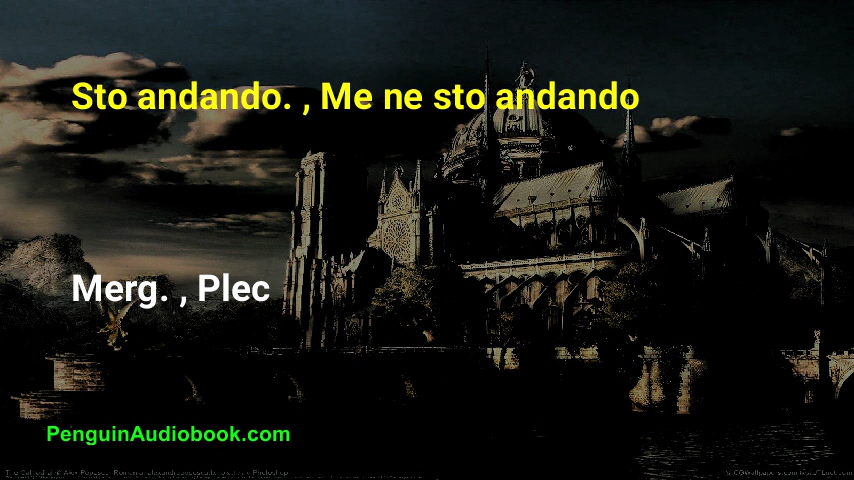 Sto andando. , Me ne sto andando
Merg. , Plec
PenguinAudiobook.com